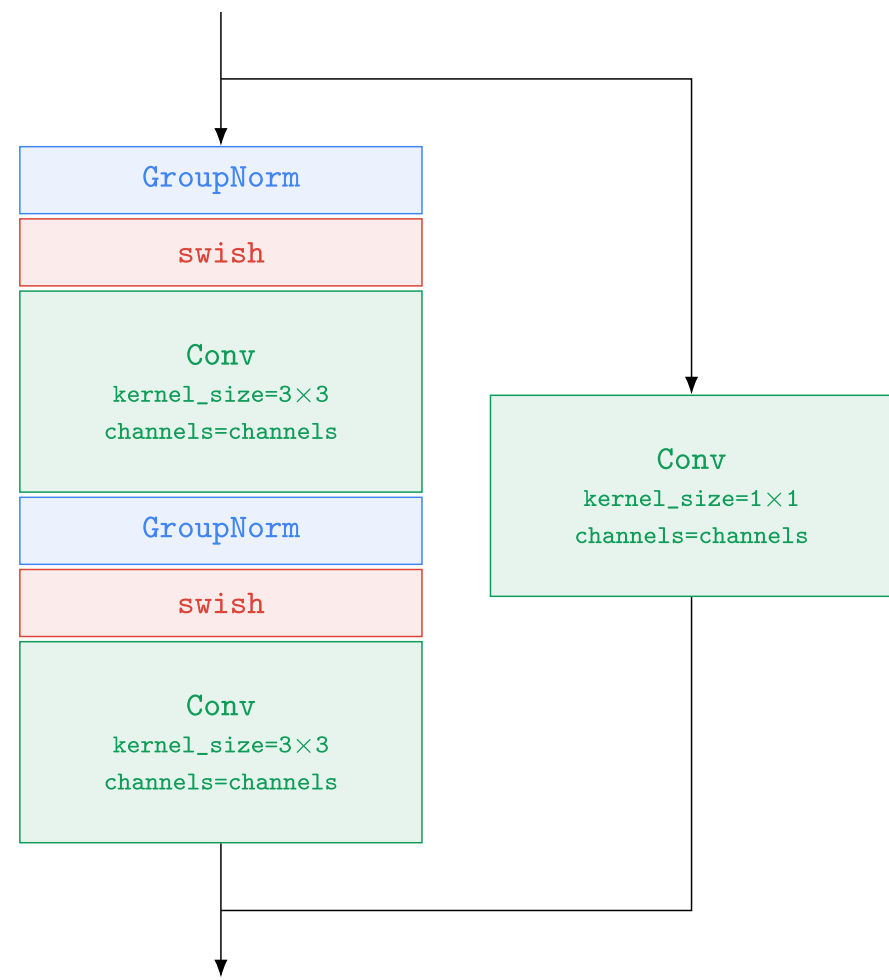 GroupNorm
swish
Conv
kernel_size=3×3
channels=channels
GroupNorm
swish
Conv
kernel_size=3×3
channels=channels
Conv
kernel_size=1×1
channels=channels